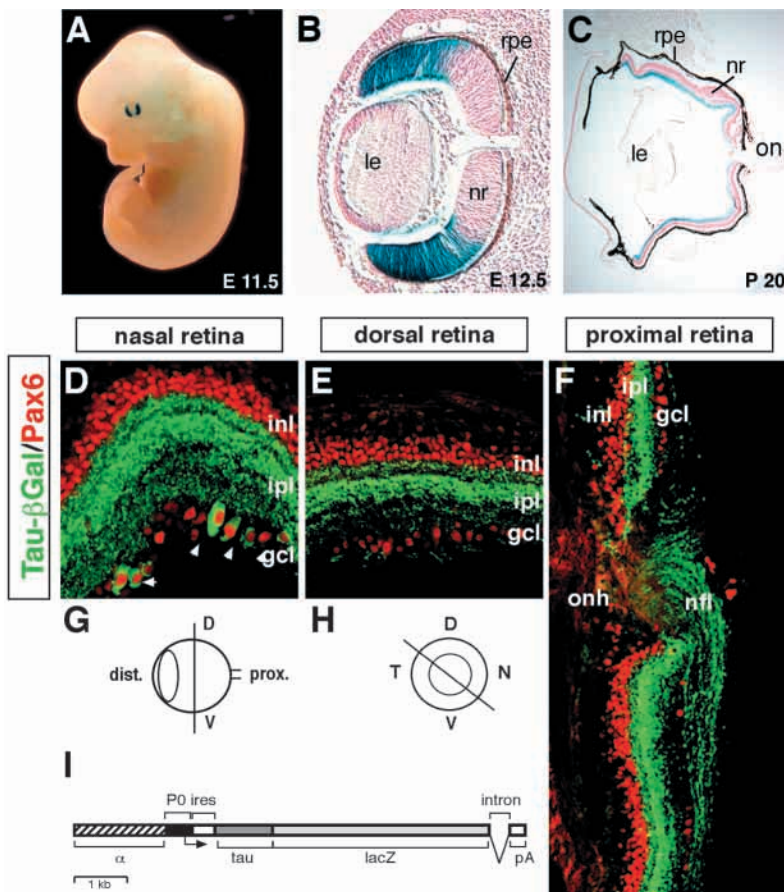 A
E 11.5
B
rpe
le
nr
E 12.5
C
rpe
nr
le
on
P 20
nasal retina
dorsal retina
proximal retina
Tau-βGal/Pax6
D
inl
ipl
gcl
E
inl
ipl
gcl
F
ipl
inl
gcl
onh
nfl
G
D
dist.
prox.
V
H
D
T
N
V
I
P0 ires
intron
α
tau
lacZ
pA
1 kb